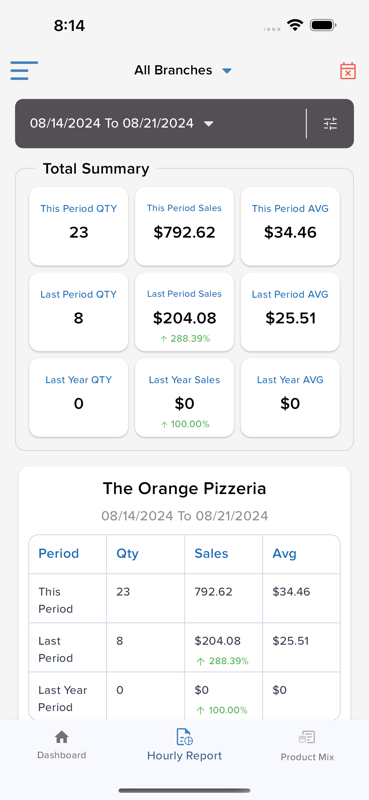 8:14
All Branches
08/14/2024 To 08/21/2024
Total Summary
This Period QTY This Period Sales This Period AVG
23 $792.62 $34.46
Last Period QTY Last Period Sales Last Period AVG
8 $204.08 $25.51
↑ 288.39%
Last Year QTY Last Year Sales Last Year AVG
0 $0 $0
↑ 100.00%
The Orange Pizzeria
08/14/2024 To 08/21/2024
Period Qty Sales Avg
This 23 792.62 $34.46
Period
Last 8 $204.08 $25.51
Period ↑ 288.39%
Last Year 0 $0 $0
Period ↑ 100.00%
Dashboard Hourly Report Product Mix